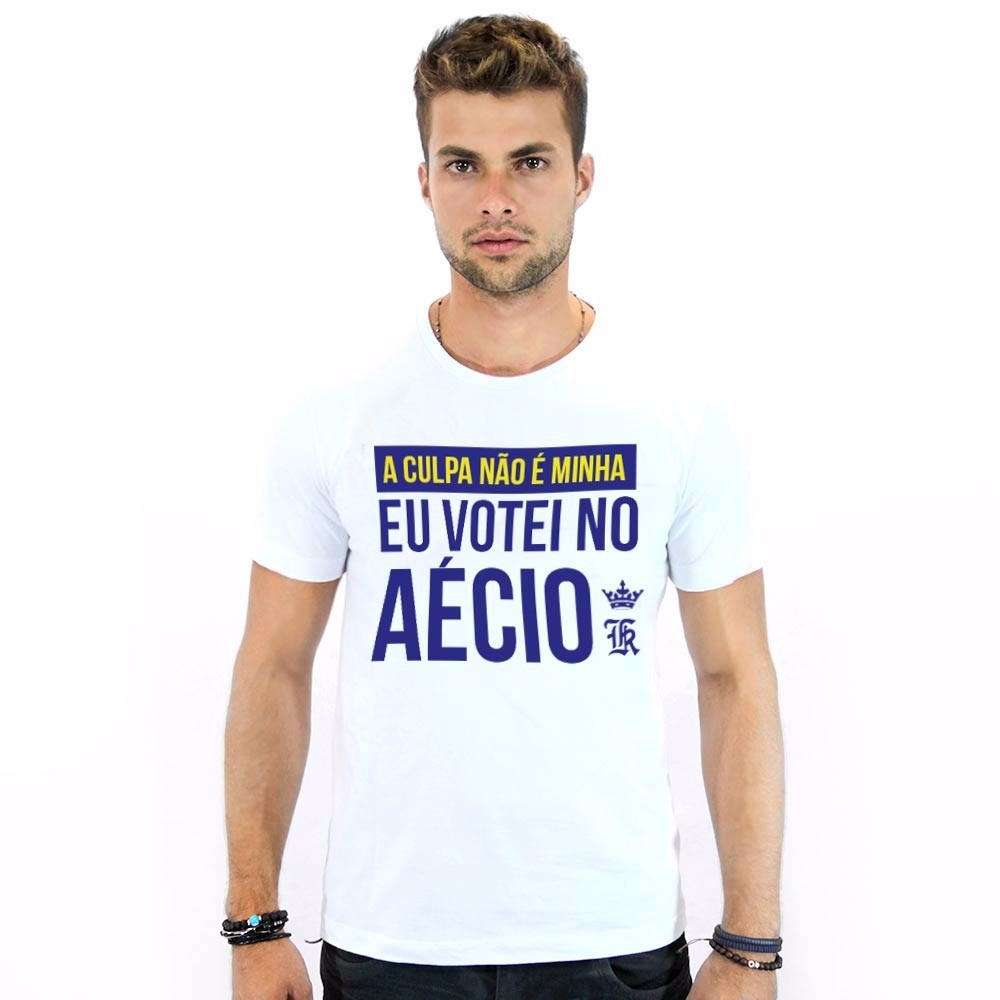 A CULPA NÃO É MINHA
EU VOTEI NO
AÉCIO